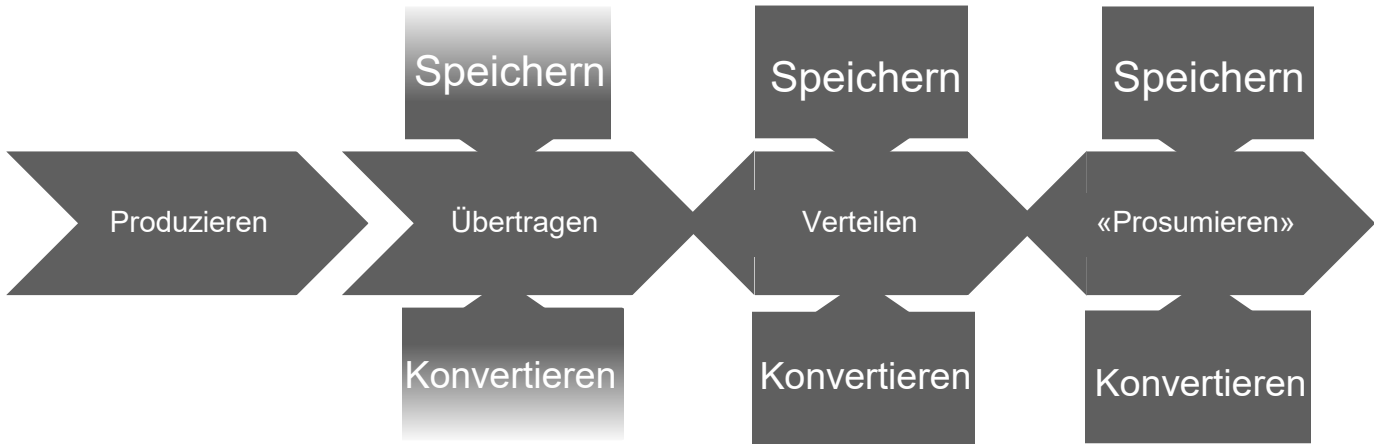 Speichern
Speichern
Speichern
Produzieren
Übertragen
Verteilen
«Prosumieren»
Konvertieren
Konvertieren
Konvertieren